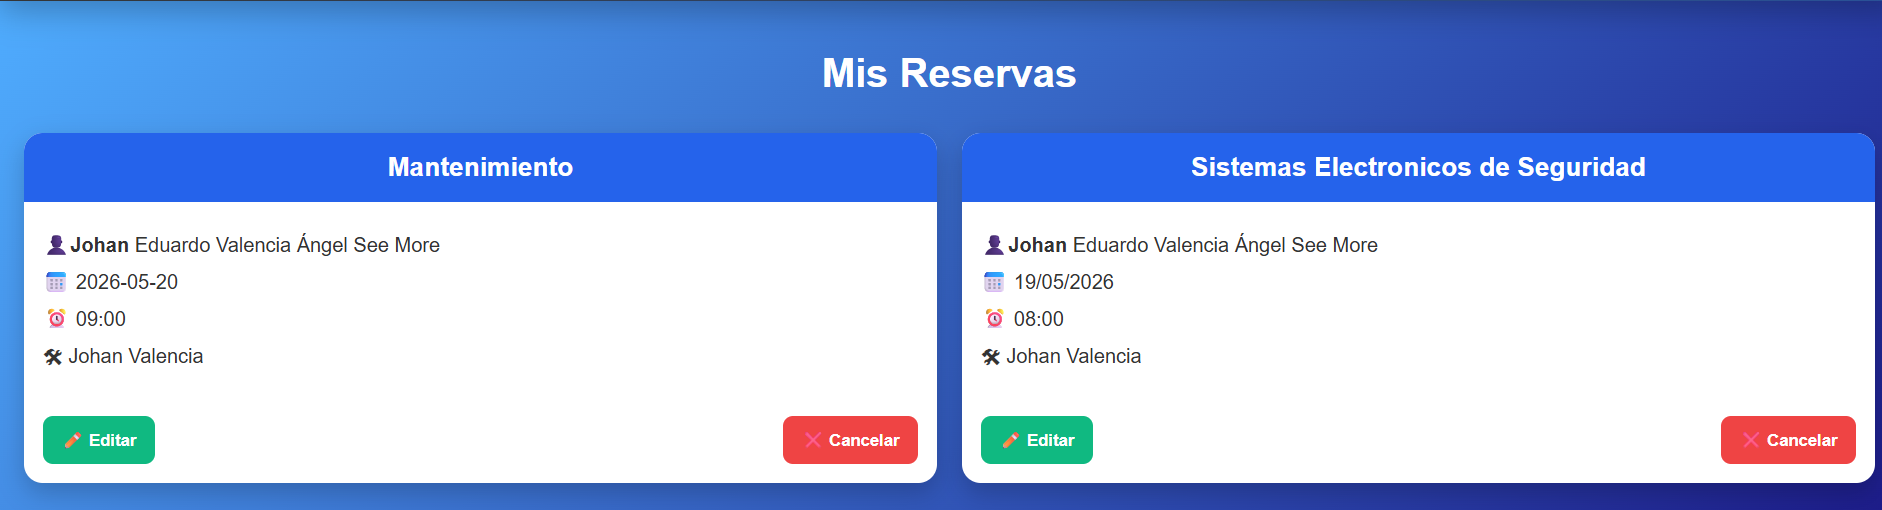 Mis Reservas
Mantenimiento
Johan Eduardo Valencia Ángel See More
2026-05-20
09:00
Johan Valencia
Editar
Cancelar
Sistemas Electronicos de Seguridad
Johan Eduardo Valencia Ángel See More
19/05/2026
08:00
Johan Valencia
Editar
Cancelar